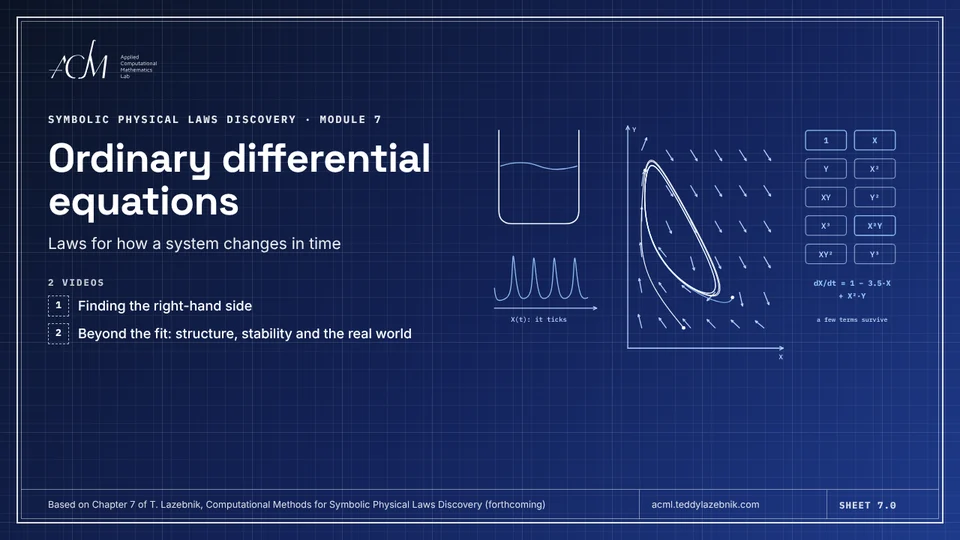 ACM
Applied
Computational
Mathematics
Lab
SYMBOLIC PHYSICAL LAWS DISCOVERY · MODULE 7
Ordinary differential
equations
Laws for how a system changes in time
2 VIDEOS
1 Finding the right-hand side
2 Beyond the fit: structure, stability and the real world
X(t): it ticks
Y
X
1 X
Y X²
XY Y²
X³ X²Y
XY² Y³
dX/dt = 1 − 3.5·X
+ X²·Y
a few terms survive
Based on Chapter 7 of T. Lazebnik, Computational Methods for Symbolic Physical Laws Discovery (forthcoming)
acml.teddylazebnik.com
SHEET 7.0